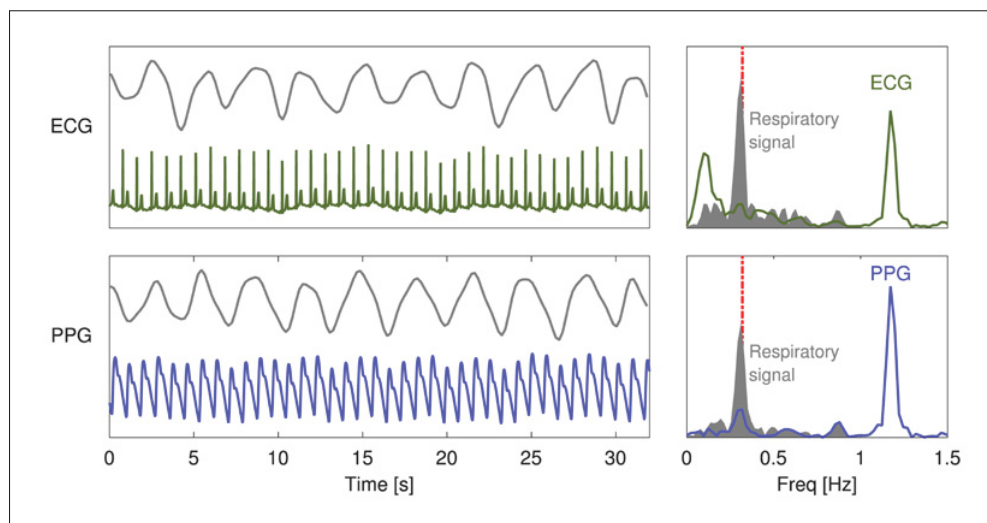 ECG
ECG
Respiratory
signal
PPG
PPG
Respiratory
signal
0 5 10 15 20 25 30
Time [s]
0 0.5 1 1.5
Freq [Hz]